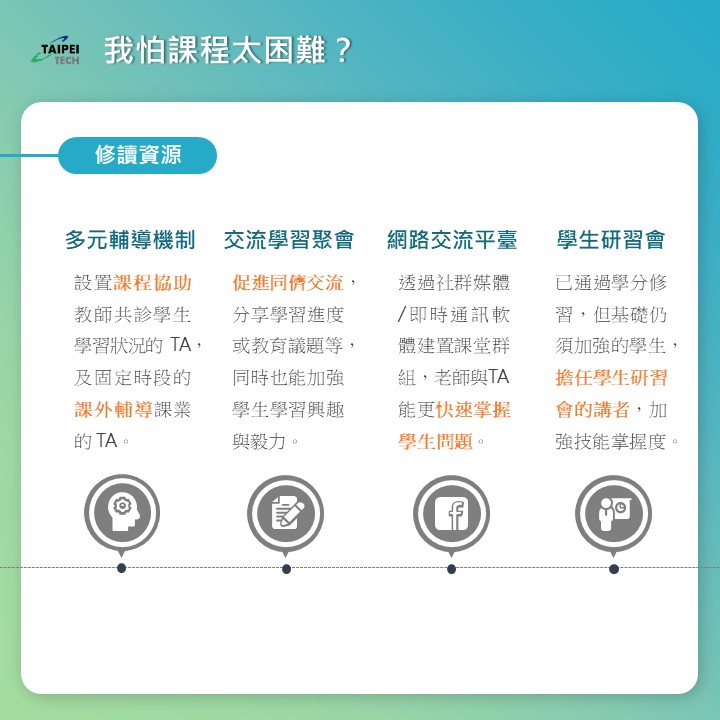 TAIPEI
TECH
我怕課程太困難？
修讀資源
多元輔導機制
設置課程協助
教師共診學生
學習狀況的 TA，
及固定時段的
課外輔導課業
的 TA。
交流學習聚會
促進同儕交流，
分享學習進度
或教育議題等，
同時也能加強
學生學習興趣
與毅力。
網路交流平臺
透過社群媒體
/即時通訊軟
體建置課堂群
組，老師與TA
能更快速掌握
學生問題。
學生研習會
已通過學分修
習，但基礎仍
須加強的學生，
擔任學生研習
會的講者，加
強技能掌握度。